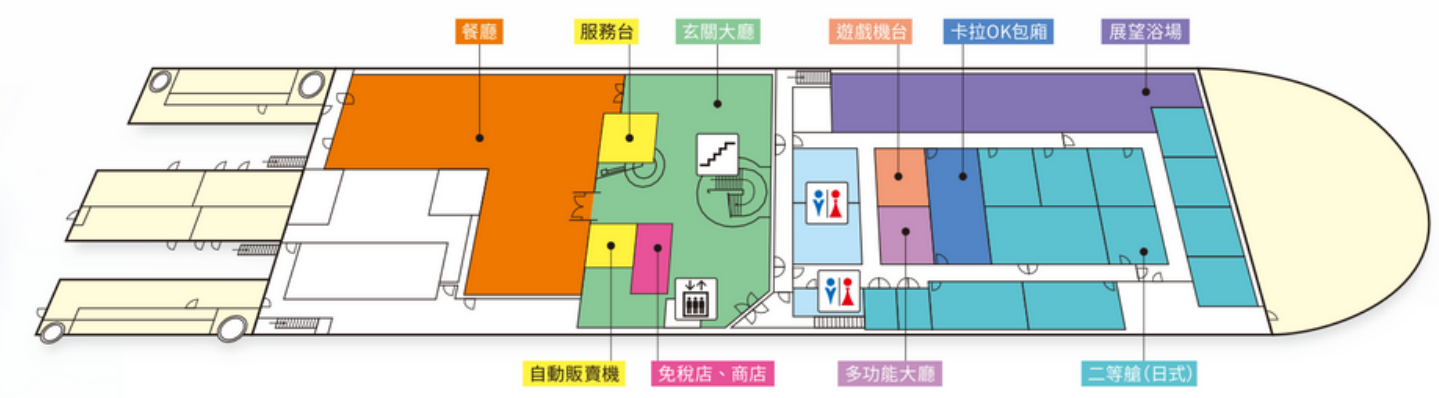 餐廳
服務台
玄關大廳
遊戲機台
卡拉OK包廂
展望浴場
自動販賣機
免稅店、商店
多功能大廳
二等艙(日式)